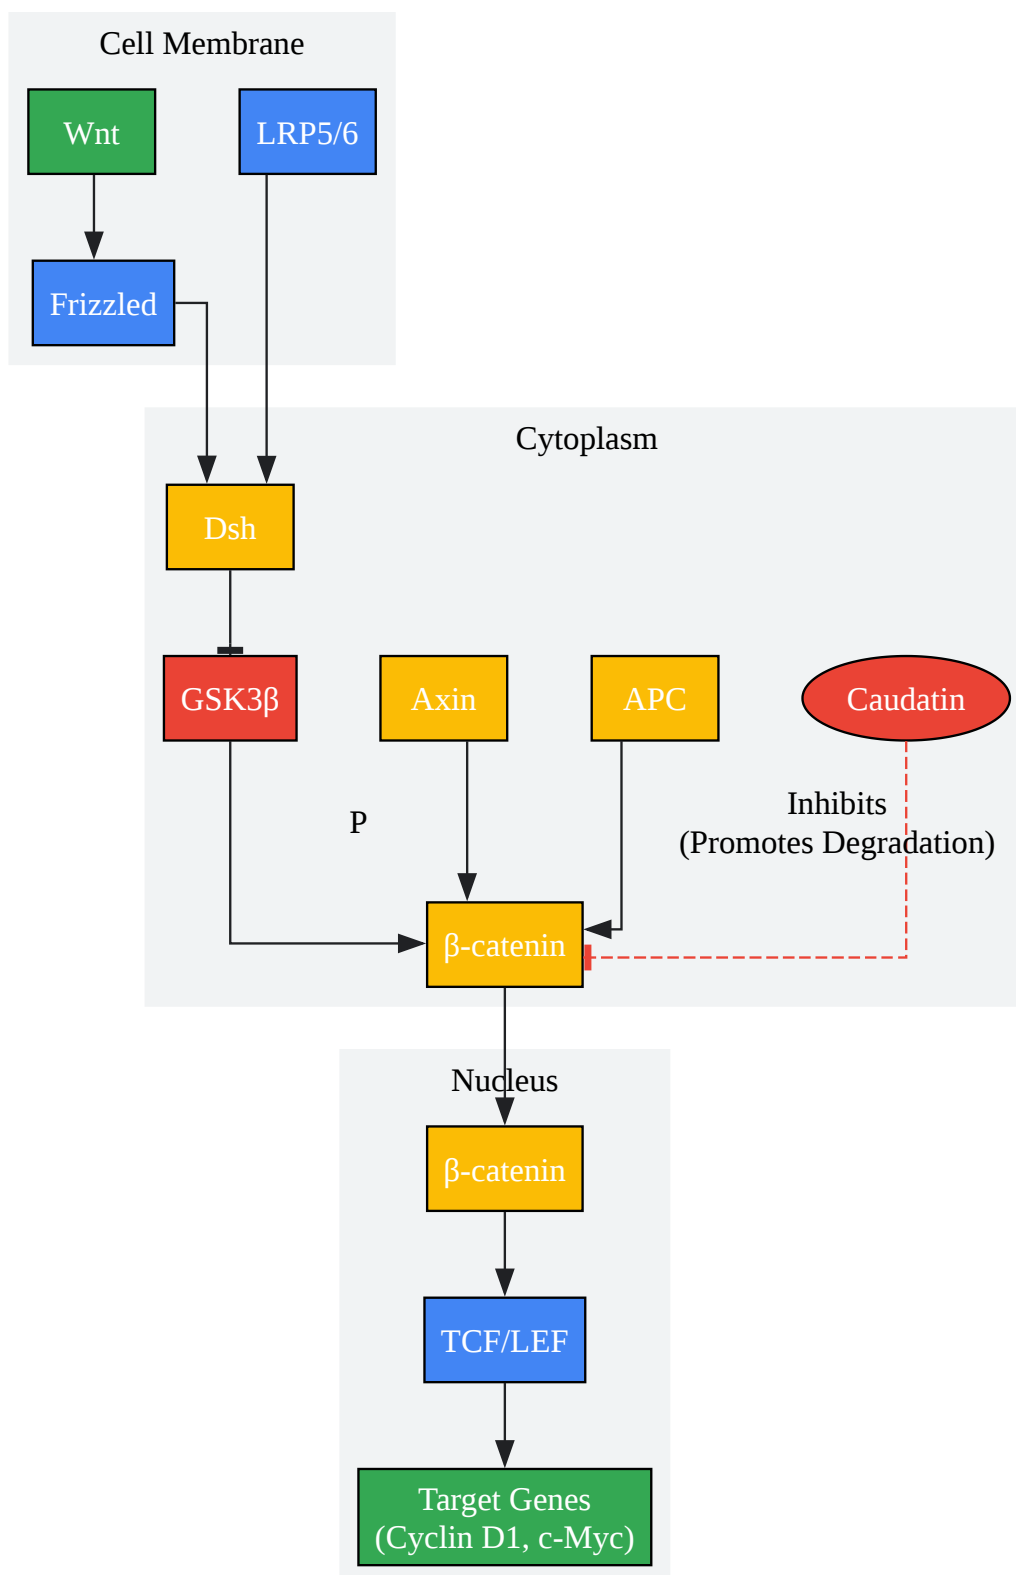 Cell Membrane
Wnt
LRP5/6
Frizzled
Cytoplasm
Dsh
GSK3β
Axin
APC
Caudatin
P
Inhibits
(Promotes Degradation)
β-catenin
Nucleus
β-catenin
TCF/LEF
Target Genes
(Cyclin D1, c-Myc)